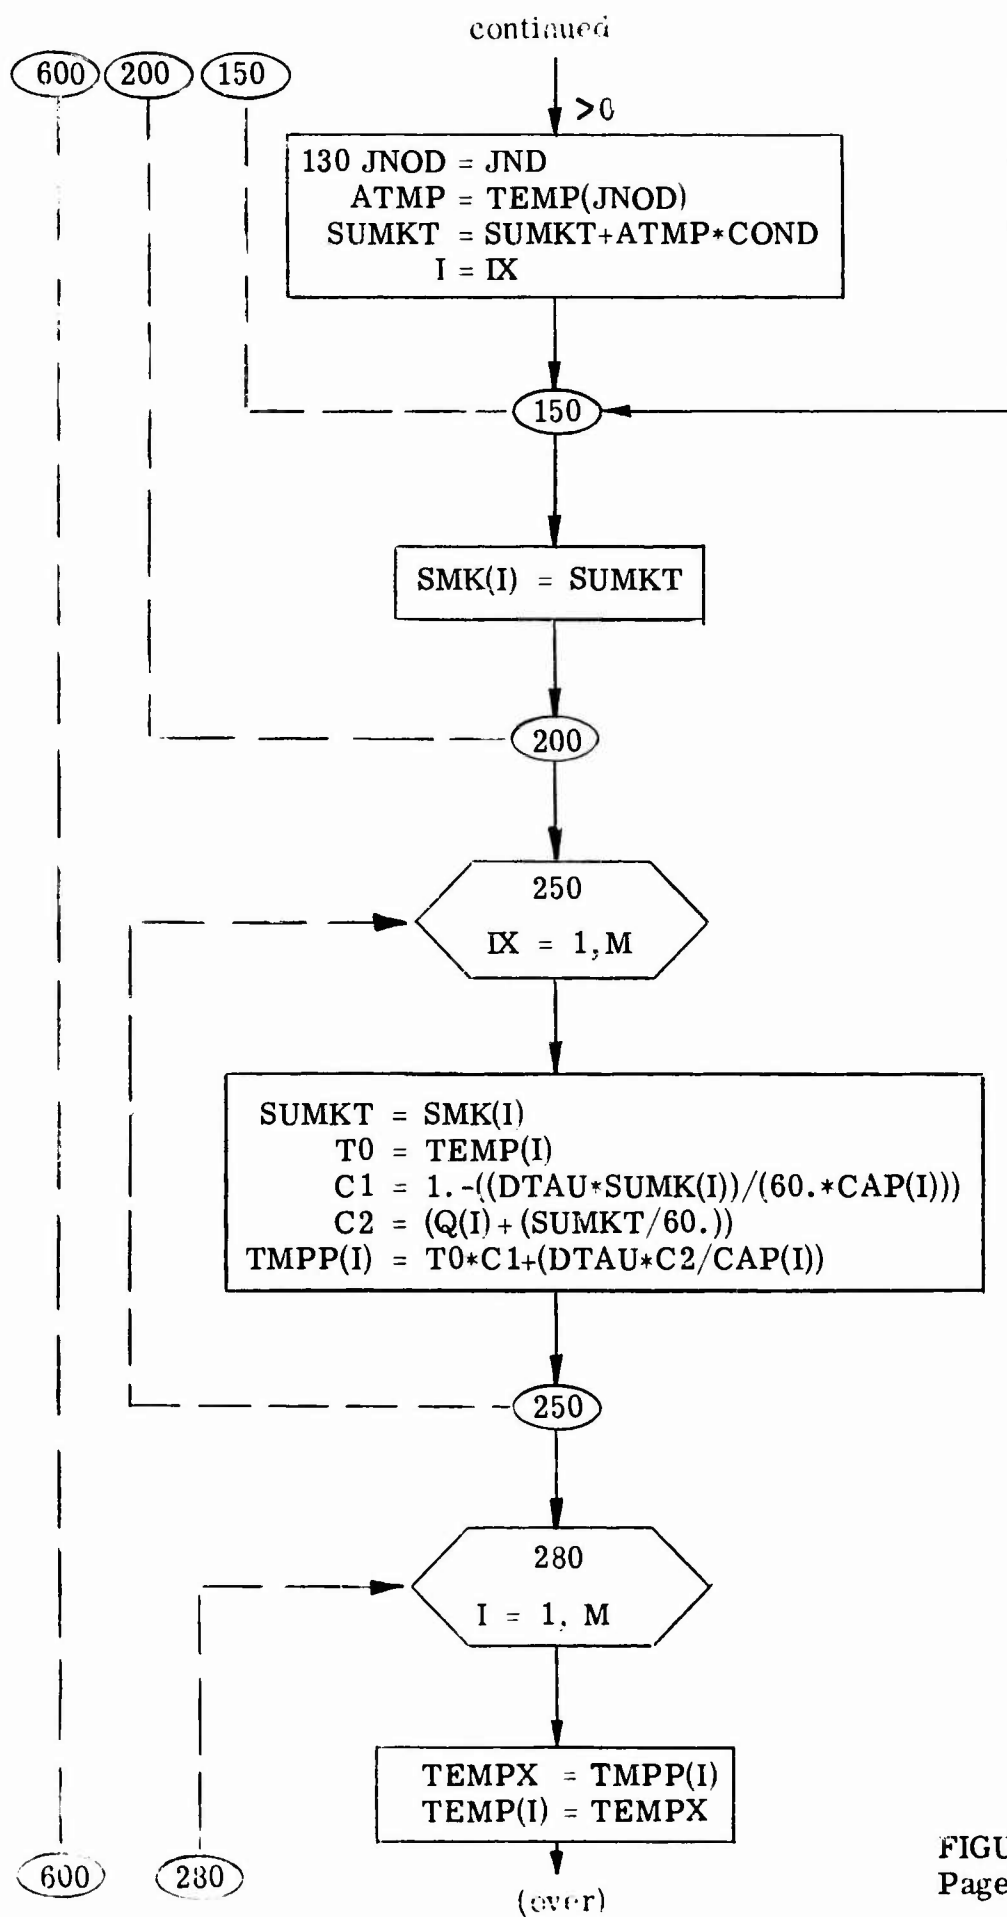 continued
600 200 150
>0
130 JNOD = JND
ATMP = TEMP(JNOD)
SUMKT = SUMKT+ATMP*COND
I = IX
150
SMK(I) = SUMKT
200
250
IX = 1,M
SUMKT = SMK(I)
T0 = TEMP(I)
C1 = 1.-((DTAU*SUMK(I))/(60.*CAP(I)))
C2 = (Q(I)+(SUMKT/60.))
TMPP(I) = T0*C1+(DTAU*C2/CAP(I))
250
280
I = 1, M
TEMPX = TMPP(I)
TEMP(I) = TEMPX
600 280
(over)
FIGU
Page